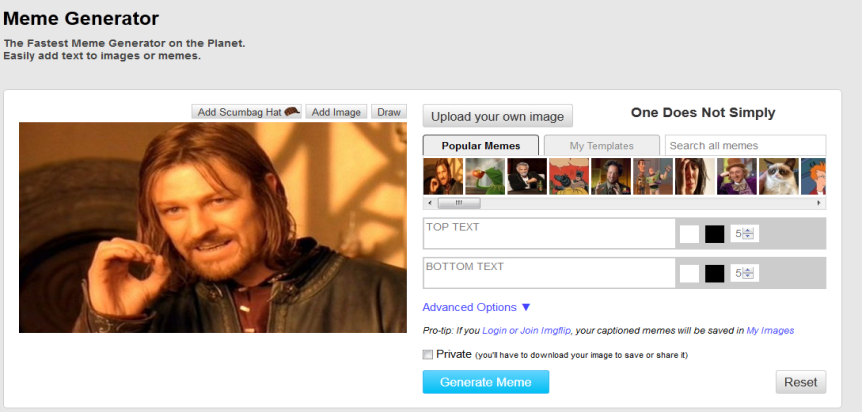 Meme Generator
The Fastest Meme Generator on the Planet.
Easily add text to images or memes.
Add Scumbag Hat
Add Image
Draw
Upload your own image
One Does Not Simply
Popular Memes
My Templates
Search all memes
TOP TEXT
5
BOTTOM TEXT
5
Advanced Options ▼
Pro-tip: If you Login or Join Imgflip, your captioned memes will be saved in My Images
Private (you'll have to download your image to save or share it)
Generate Meme
Reset